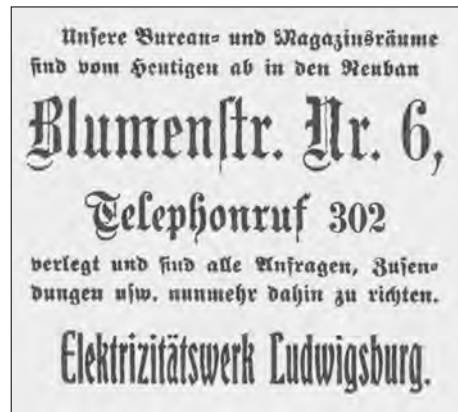 Unsere Bureau- und Magazinsräume
sind vom Heutigen ab in den Neubau
Blumenstr. Nr. 6,
Telephonruf 302
verlegt und sind alle Anfragen, Zusen-
dungen usw. nunmehr dahin zu richten.
Elektrizitätswerk Ludwigsburg.